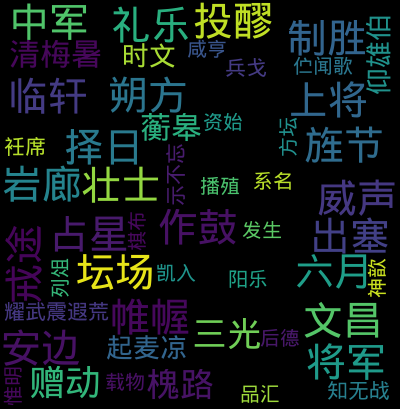 中军
礼乐
投醪
制胜
仰雄伯
清梅暑
时文
咸亨
兵戈
伫闻歌
临轩
朔方
上将
蘅皋
资始
方坛
旌节
衽席
择日
示不忘
岩廊
壮士
播殖
系名
威声
占星
棋布
作鼓
发生
出塞
戒途
列俎
坛场
凯入
阳乐
六月
神歆
耀武震遐荒
帷幄
三光
后德
文昌
安边
起麦凉
将军
惟明
赠动
载物
槐路
品汇
知无战